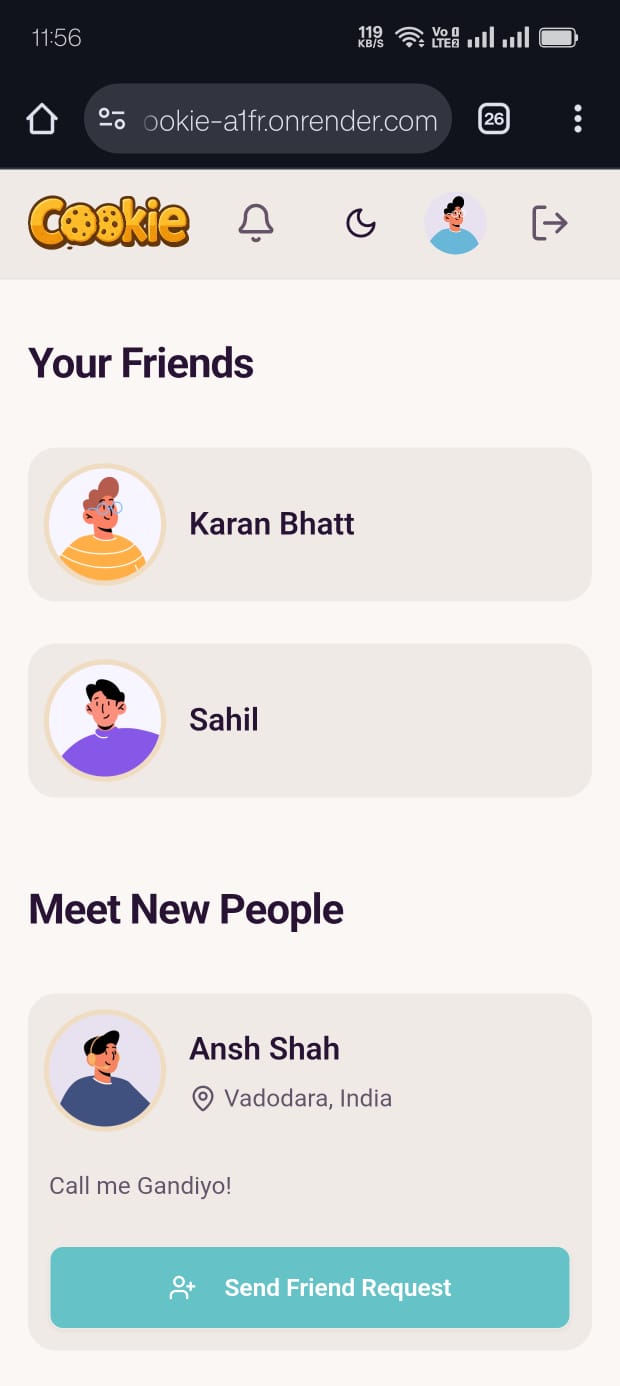 11:56
119
KB/S
Vo
LTE2
ookie-a1fr.onrender.com
26
Cookie
Your Friends
Karan Bhatt
Sahil
Meet New People
Ansh Shah
Vadodara, India
Call me Gandiyo!
Send Friend Request